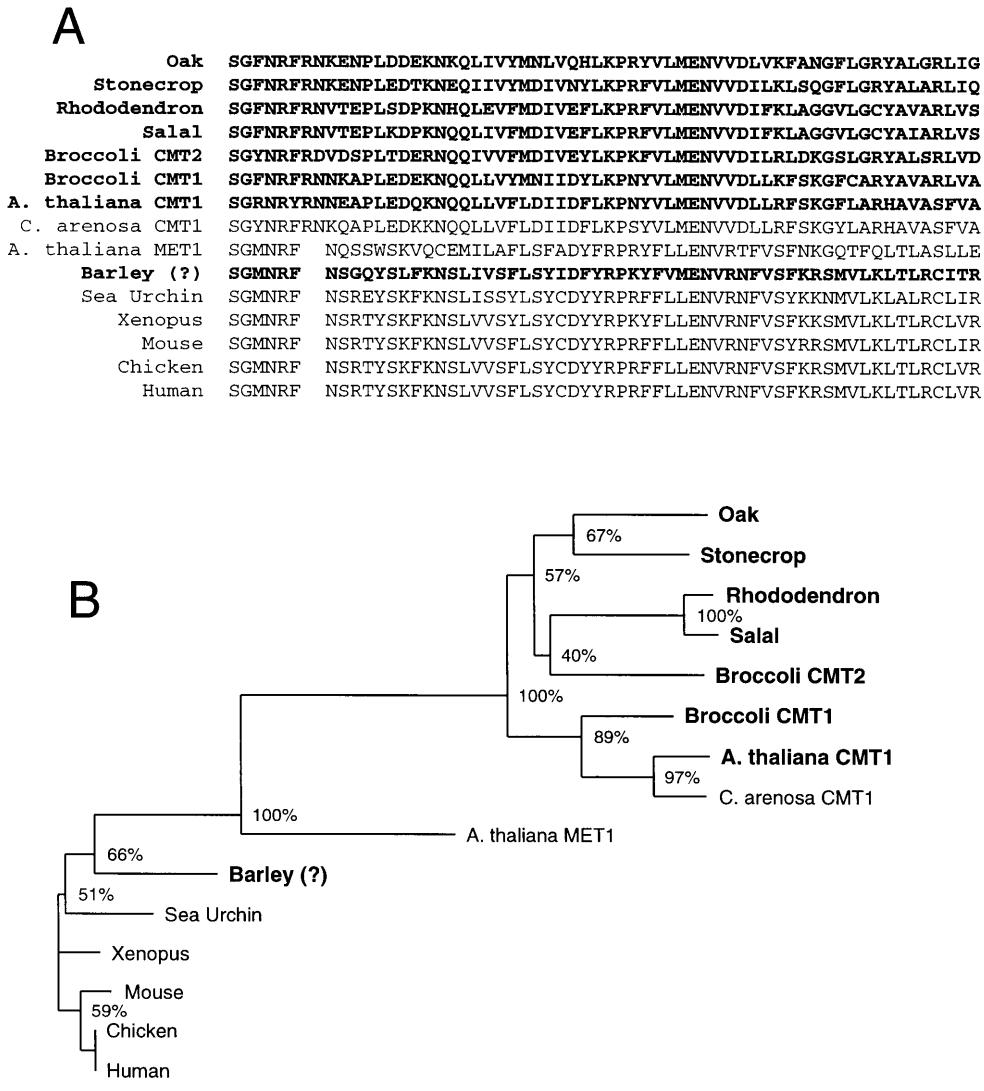 A
Oak SGFNRFRNKENPLDDEKNKQLIVYMNLVQHLKPRYVLMENVVDLVKFANGFLGRYALGRLIG
Stonecrop SGFNRFRNKENPLEDTKNEQIIVYMDIVNYLKPRFVLMENVVDILKLSQGFLGRYALARLIQ
Rhododendron SGFNRFRNVTEPLSDPKNHQLEVFMDIVEFLKPRFVLMENVVDIFKLAGGVLGCYAVARLVS
Salal SGFNRFRNVTEPLKDPKNQQLIVFMDIVEFLKPRFVLMENVVDIFKLAGGVLGCYAIARLVS
Broccoli CMT2 SGYNRFRDVDSPLTDERNQQIVVFMDIVEYLKPKFVLMENVVDILRLDKGSLGRYALSRLVD
Broccoli CMT1 SGFNRFRNNKAPLEDEKNQQLLVYMNIIDYLKPNYVLMENVVDLLKFSKGFCARYAVARLVA
A. thaliana CMT1 SGRNRYRNNEAPLEDQKNQQLLVFLDIIDFLKPNYVLMENVVDLLRFSKGFLARHAVASFVA
C. arenosa CMT1 SGYNRFRNKQAPLEDKKNQQLLVFLDIIDFLKPSYVLMENVVDLLRFSKGYLARHAVASFVA
A. thaliana MET1 SGMNRF NQSSWSKVQCEMILAFLSFADYFRPRYFLLENVRTFVSFNKGQTFQLTLASLLE
Barley (?) SGMNRF NSGQYSLFKNSLIVSFLSYIDFYRPKYFVMENVRNFVSFKRSMVLKLTLRCITR
Sea Urchin SGMNRF NSREYSKFKNSLISSYLSYCDYYRPRFFLLENVRNFVSYKKNMVLKLALRCLIR
Xenopus SGMNRF NSRTYSKFKNSLVVSYLSYCDYYRPKYFLLENVRNFVSFKKSMVLKLTLRCLVR
Mouse SGMNRF NSRTYSKFKNSLVVSFLSYCDYYRPRFFLLENVRNFVSYRRSMVLKLTLRCLIR
Chicken SGMNRF NSRTYSKFKNSLVVSFLSYCDYYRPRFFLLENVRNFVSFKRSMVLKLTLRCLVR
Human SGMNRF NSRTYSKFKNSLVVSFLSYCDYYRPRFFLLENVRNFVSFKRSMVLKLTLRCLVR
B
Oak
67%
Stonecrop
57%
Rhododendron
100%
Salal
40%
Broccoli CMT2
100%
Broccoli CMT1
89%
A. thaliana CMT1
97%
C. arenosa CMT1
100%
A. thaliana MET1
66%
Barley (?)
51%
Sea Urchin
Xenopus
Mouse
59%
Chicken
Human